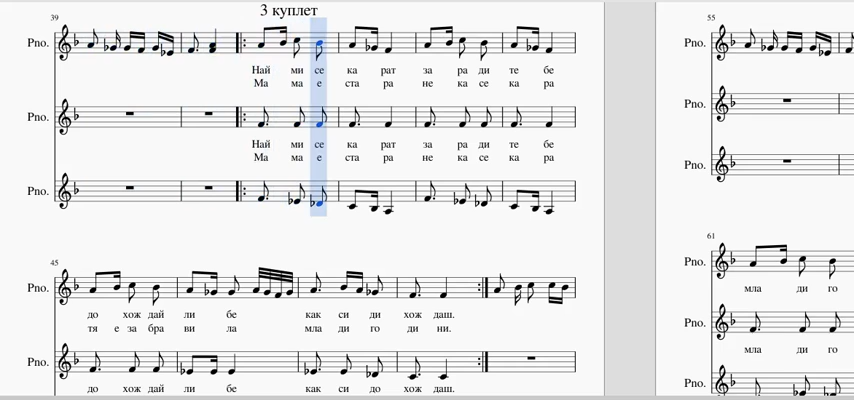 3 куплет
39
Pno.
Най ми се ка рат за ра ди те бе
Ма ма е ста ра не ка се ка ра
Pno.
Най ми се ка рат за ра ди те бе
Ма ма е ста ра не ка се ка ра
Pno.
45
Pno.
до хож дай ли бе как си ди хож даш.
тя е за бра ви ла мла ди го ди ни.
Pno.
до хож дай ли бе как си до хож даш.
55
Pno.
Pno.
Pno.
61
Pno.
мла ди го
Pno.
мла ди го
Pno.